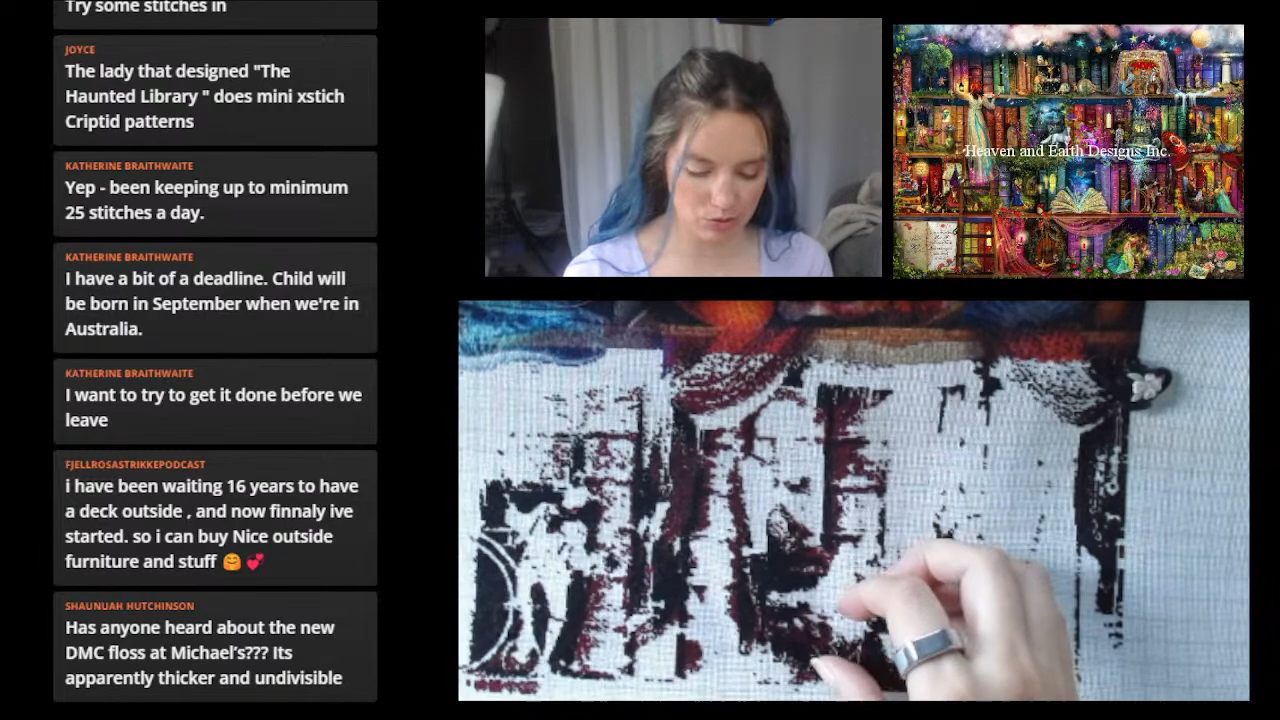 Try some stitches in
JOYCE
The lady that designed "The
Haunted Library " does mini xstich
Criptid patterns
KATHERINE BRAITHWAITE
Yep - been keeping up to minimum
25 stitches a day.
KATHERINE BRAITHWAITE
I have a bit of a deadline. Child will
be born in September when we're in
Australia.
KATHERINE BRAITHWAITE
I want to try to get it done before we
leave
FJELLROSASTRIKKEPODCAST
i have been waiting 16 years to have
a deck outside , and now finnaly ive
started. so i can buy Nice outside
furniture and stuff 🤗 💕
SHAUNUAH HUTCHINSON
Has anyone heard about the new
DMC floss at Michael's??? Its
apparently thicker and undivisible
Heaven and Earth Designs Inc.